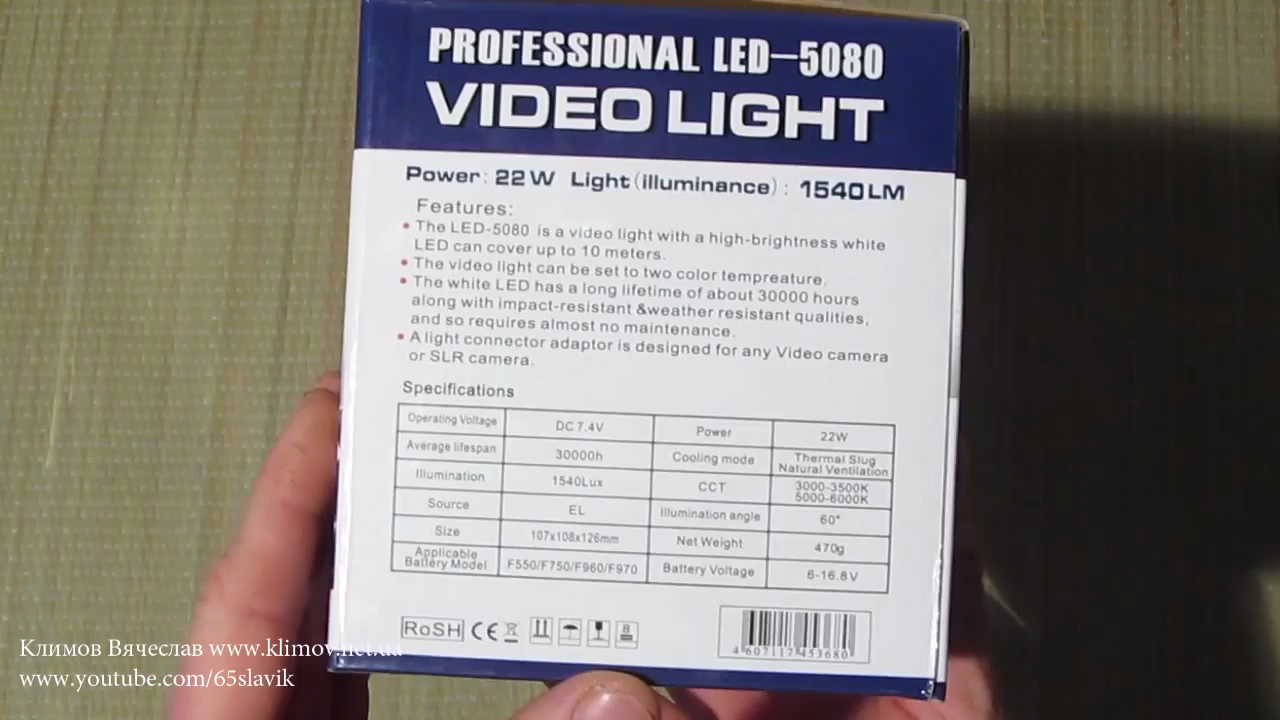 PROFESSIONAL LED-5080
VIDEO LIGHT
Power: 22W Light(illuminance): 1540LM
Features:
• The LED-5080 is a video light with a high-brightness white
LED can cover up to 10 meters.
• The video light can be set to two color tempreature.
• The white LED has a long lifetime of about 30000 hours
along with impact-resistant &weather resistant qualities,
and so requires almost no maintenance.
• A light connector adaptor is designed for any Video camera
or SLR camera.
Specifications
Operating Voltage DC7.4V Power 22W
Average lifespan 30000h Cooling mode Thermal Slug
Natural Ventilation
Illumination 1540Lux CCT 3000-3500K
5000-6000K
Source EL Illumination angle 60°
Size 107x108x126mm Net Weight 470g
Applicable
Battery Model F550/F750/F960/F970 Battery Voltage 6-16.8V
RoSH CE 8
4 607117 453680
Климов Вячеслав www.klimov.net.ua
www.youtube.com/65slavik